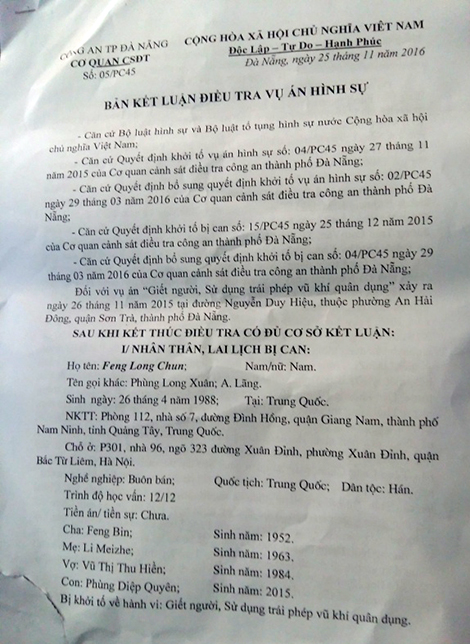 CÔNG AN TP ĐÀ NẴNG
CỘNG HÒA XÃ HỘI CHỦ NGHĨA VIỆT NAM
CƠ QUAN CSĐT
Độc Lập – Tự Do – Hạnh Phúc
Số: 05/PC45
Đà Nẵng, ngày 25 tháng 11 năm 2016
BẢN KẾT LUẬN ĐIỀU TRA VỤ ÁN HÌNH SỰ
- Căn cứ Bộ luật hình sự và Bộ luật tố tụng hình sự nước Cộng hòa xã hội
chủ nghĩa Việt Nam;
- Căn cứ Quyết định khởi tố vụ án hình sự số: 04/PC45 ngày 27 tháng 11
năm 2015 của Cơ quan cảnh sát điều tra công an thành phố Đà Nẵng;
- Căn cứ Quyết định bổ sung quyết định khởi tố vụ án hình sự số: 02/PC45
ngày 29 tháng 03 năm 2016 của Cơ quan cảnh sát điều tra công an thành phố Đà
Nẵng;
- Căn cứ Quyết định khởi tố bị can số: 15/PC45 ngày 25 tháng 12 năm 2015
của Cơ quan cảnh sát điều tra công an thành phố Đà Nẵng;
- Căn cứ Quyết định bổ sung quyết định khởi tố bị can số: 04/PC45 ngày 29
tháng 03 năm 2016 của Cơ quan cảnh sát điều tra công an thành phố Đà Nẵng;
Đối với vụ án “Giết người, Sử dụng trái phép vũ khí quân dụng” xảy ra
ngày 26 tháng 11 năm 2015 tại đường Nguyễn Duy Hiệu, thuộc phường An Hải
Đông, quận Sơn Trà, thành phố Đà Nẵng.
SAU KHI KẾT THÚC ĐIỀU TRA CÓ ĐỦ CƠ SỞ KẾT LUẬN:
I/ NHÂN THÂN, LAI LỊCH BỊ CAN:
Họ tên: Feng Long Chun; Nam/nữ: Nam.
Tên gọi khác: Phùng Long Xuân; A. Lãng.
Sinh ngày: 26 tháng 4 năm 1988; Tại: Trung Quốc.
NKTT: Phòng 112, nhà số 7, đường Đình Hồng, quận Giang Nam, thành phố
Nam Ninh, tỉnh Quảng Tây, Trung Quốc.
Chỗ ở: P301, nhà 96, ngõ 323 đường Xuân Đỉnh, phường Xuân Đỉnh, quận
Bắc Từ Liêm, Hà Nội.
Nghề nghiệp: Buôn bán; Quốc tịch: Trung Quốc; Dân tộc: Hán.
Trình độ học vấn: 12/12
Tiền án/ tiền sự: Chưa.
Cha: Feng Bin; Sinh năm: 1952.
Mẹ: Li Meizhe; Sinh năm: 1963.
Vợ: Vũ Thị Thu Hiền; Sinh năm: 1984.
Con: Phùng Diệp Quyên; Sinh năm: 2015.
Bị khởi tố về hành vi: Giết người, Sử dụng trái phép vũ khí quân dụng.